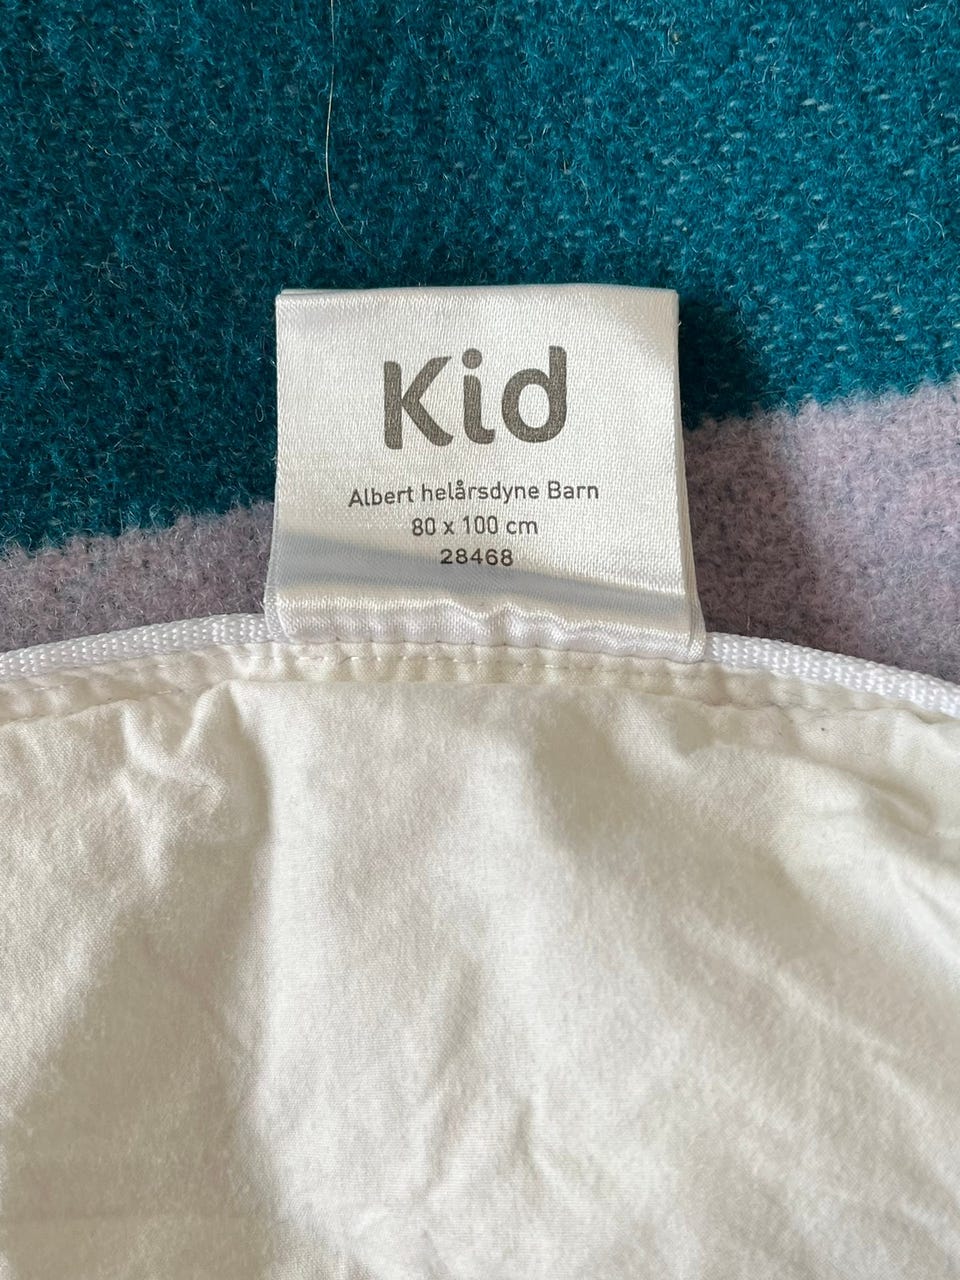 Kid
Albert helårsdyne Barn
80 x 100 cm
28468